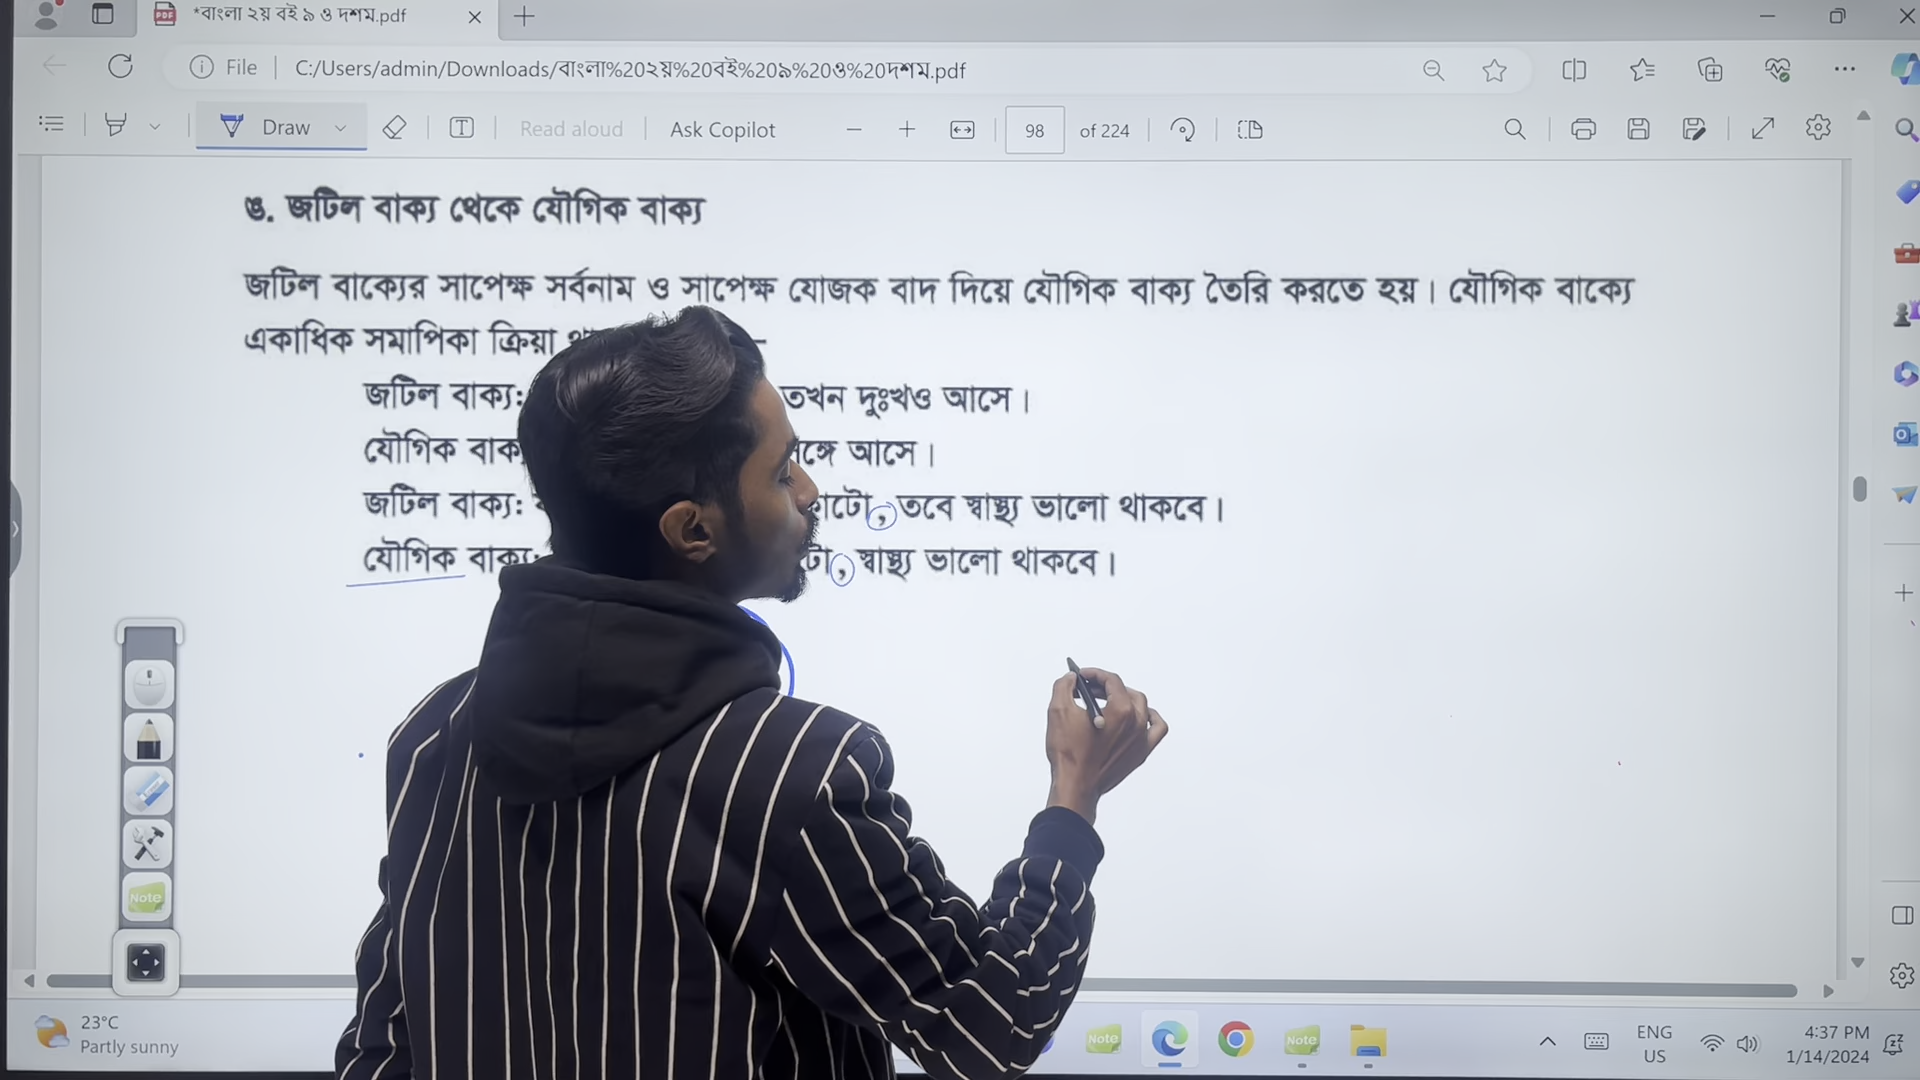 *বাংলা ২য় বই ৯ ও দশম.pdf
File C:/Users/admin/Downloads/বাংলা%20২য়%20বই%20৯%20ও%20দশম.pdf
Draw Read aloud Ask Copilot 98 of 224
ঙ. জটিল বাক্য থেকে যৌগিক বাক্য
জটিল বাক্যের সাপেক্ষ সর্বনাম ও সাপেক্ষ যোজক বাদ দিয়ে যৌগিক বাক্য তৈরি করতে হয়। যৌগিক বাক্যে
একাধিক সমাপিকা ক্রিয়া
জটিল বাক্য: তখন দুঃখও আসে।
যৌগিক আসে।
জটিল বাক্য: তবে স্বাস্থ্য ভালো থাকবে।
যৌগিক বাক্য: , স্বাস্থ্য ভালো থাকবে।
Note
23°C
Partly sunny
Note Note
ENG
US
4:37 PM
1/14/2024